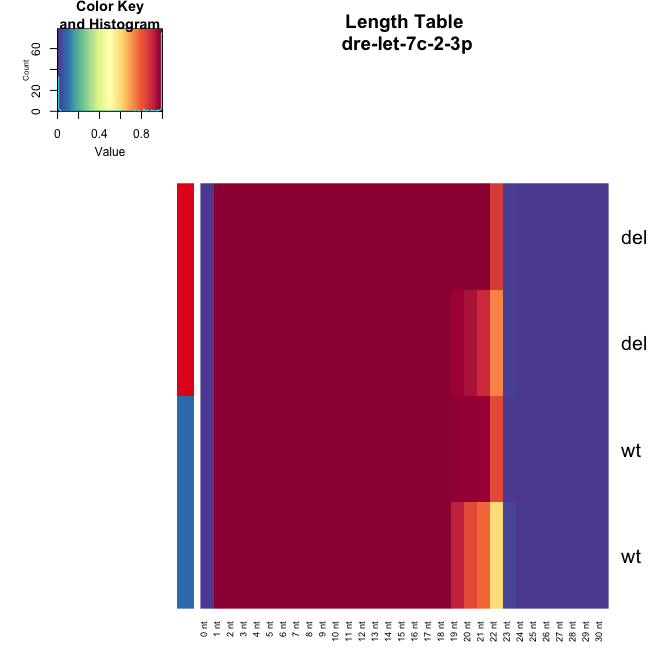 Color Key
and Histogram
Count
0 20 60
0 0.4 0.8
Value
Length Table
dre-let-7c-2-3p
del
del
wt
wt
0 nt
1 nt
2 nt
3 nt
4 nt
5 nt
6 nt
7 nt
8 nt
9 nt
10 nt
11 nt
12 nt
13 nt
14 nt
15 nt
16 nt
17 nt
18 nt
19 nt
20 nt
21 nt
22 nt
23 nt
24 nt
25 nt
26 nt
27 nt
28 nt
29 nt
30 nt